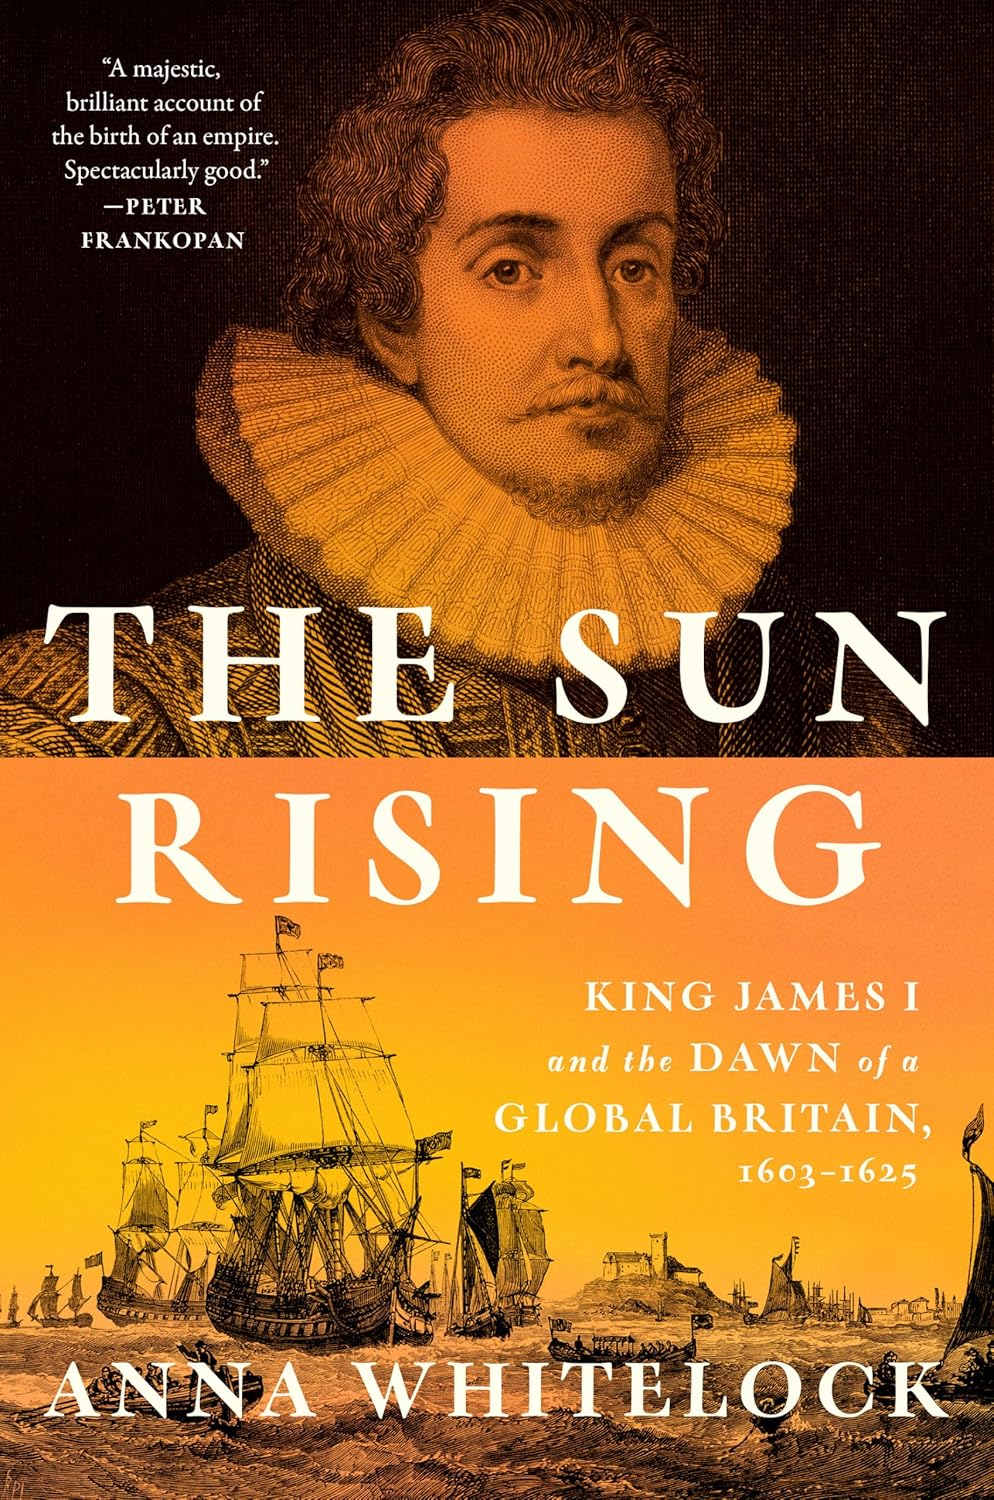 “A majestic,
brilliant account of
the birth of an empire.
Spectacularly good.”
—PETER
FRANKOPAN
THE SUN
RISING
KING JAMES I
and the DAWN of a
GLOBAL BRITAIN,
1603–1625
ANNA WHITELOCK